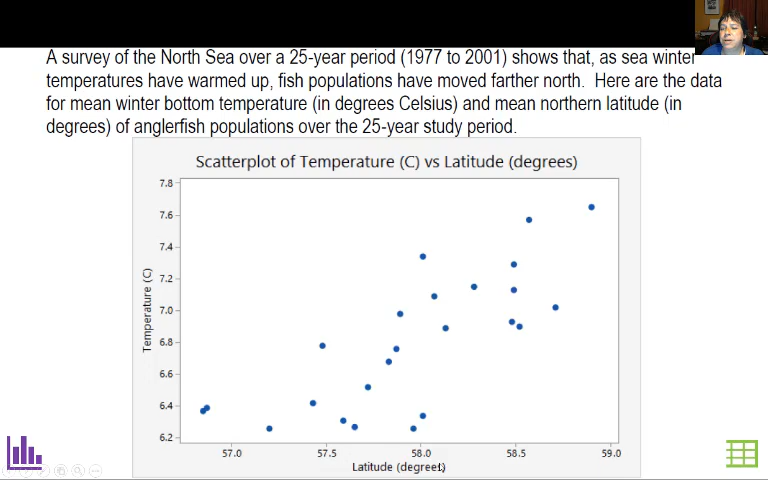 A survey of the North Sea over a 25-year period (1977 to 2001) shows that, as sea winter
temperatures have warmed up, fish populations have moved farther north. Here are the data
for mean winter bottom temperature (in degrees Celsius) and mean northern latitude (in
degrees) of anglerfish populations over the 25-year study period.
Scatterplot of Temperature (C) vs Latitude (degrees)
7.8
7.6
7.4
7.2
7.0
6.8
6.6
6.4
6.2
Temperature (C)
57.0 57.5 58.0 58.5 59.0
Latitude (degrees)